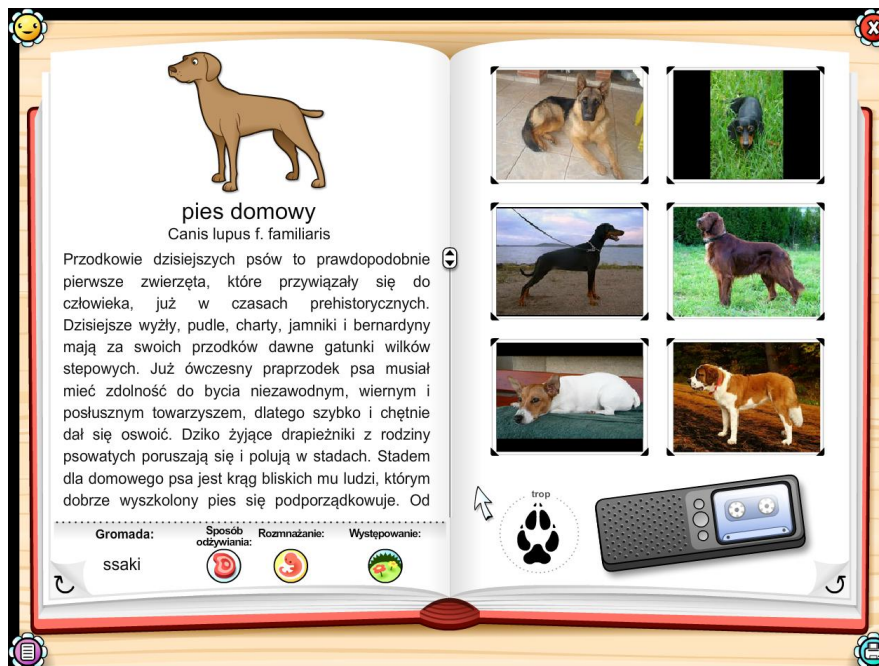 pies domowy
Canis lupus f. familiaris
Przodkowie dzisiejszych psów to prawdopodobnie
pierwsze zwierzęta, które przywiązały się do
człowieka, już w czasach prehistorycznych.
Dzisiejsze wyżły, pudle, charty, jamniki i bernardyny
mają za swoich przodków dawne gatunki wilków
stepowych. Już ówczesny praprzodek psa musiał
mieć zdolność do bycia niezawodnym, wiernym i
posłusznym towarzyszem, dlatego szybko i chętnie
dał się oswoić. Dziko żyjące drapieżniki z rodziny
psowatych poruszają się i polują w stadach. Stadem
dla domowego psa jest krąg bliskich mu ludzi, którym
dobrze wyszkolony pies się podporządkowuje. Od
Gromada:
ssaki
Sposób
odżywiania:
Rozmnażanie:
Występowanie:
trop